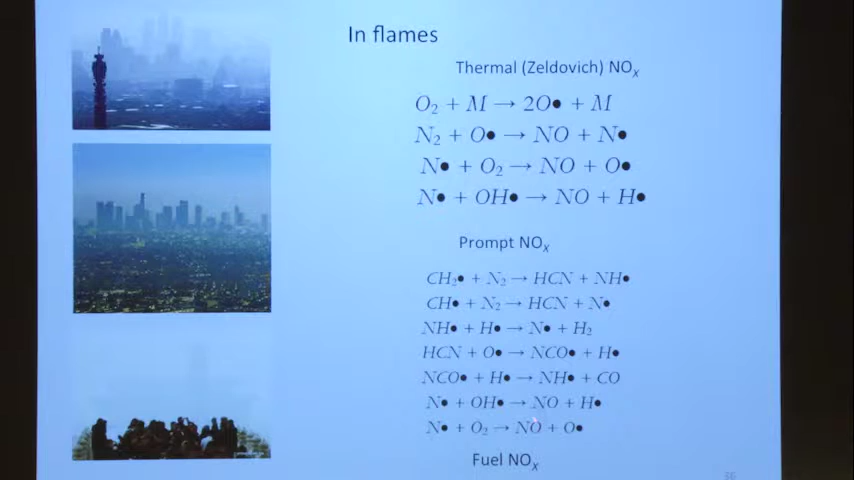 In flames
Thermal (Zeldovich) NOₓ
O₂ + M → 2O● + M
N₂ + O● → NO + N●
N● + O₂ → NO + O●
N● + OH● → NO + H●
Prompt NOₓ
CH₂● + N₂ → HCN + NH●
CH● + N₂ → HCN + N●
NH● + H● → N● + H₂
HCN + O● → NCO● + H●
NCO● + H● → NH● + CO
N● + OH● → NO + H●
N● + O₂ → NO + O●
Fuel NOₓ
36